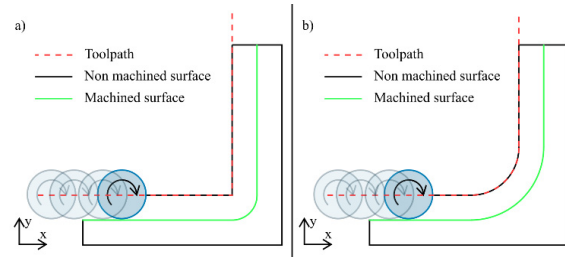 a)
Toolpath
Non machined surface
Machined surface
y
x
b)
Toolpath
Non machined surface
Machined surface
y
x